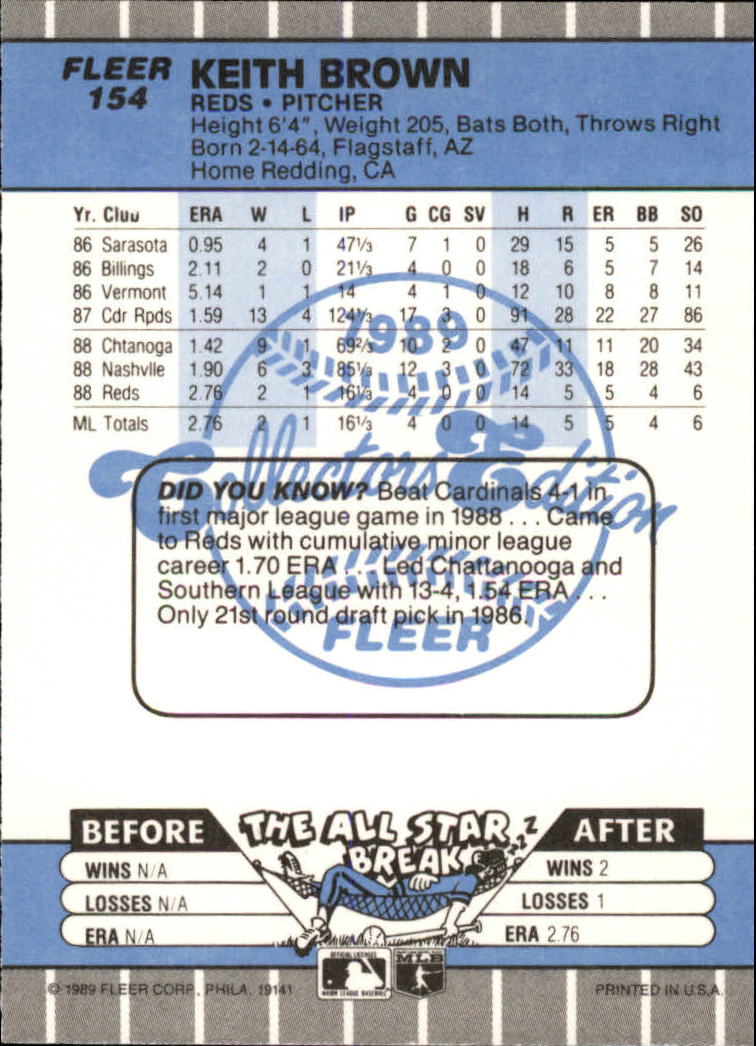 FLEER KEITH BROWN
154 REDS • PITCHER
Height 6'4", Weight 205, Bats Both, Throws Right
Born 2-14-64, Flagstaff, AZ
Home Redding, CA
Yr. Club ERA W L IP G CG SV H R ER BB SO
86 Sarasota 0.95 4 1 47⅓ 7 1 0 29 15 5 5 26
86 Billings 2.11 2 0 21⅓ 4 0 0 18 6 5 7 14
86 Vermont 5.14 1 1 14 4 1 0 12 10 8 8 11
87 Cdr Rpds 1.59 13 4 124⅓ 17 3 0 91 28 22 27 86
88 Chtanoga 1.42 9 1 69⅔ 10 2 0 47 11 11 20 34
88 Nashvlle 1.90 6 3 85⅓ 12 3 0 72 33 18 28 43
88 Reds 2.76 2 1 16⅓ 4 0 0 14 5 5 4 6
ML Totals 2.76 2 1 16⅓ 4 0 0 14 5 5 4 6
1989
Collectors' Edition
DID YOU KNOW? Beat Cardinals 4-1 in
first major league game in 1988 . . . Came
to Reds with cumulative minor league
career 1.70 ERA . . . Led Chattanooga and
Southern League with 13-4, 1.54 ERA . . .
Only 21st round draft pick in 1986.
FLEER
BEFORE THE ALL STAR BREAK AFTER
ZZZZ
WINS N/A WINS 2
LOSSES N/A LOSSES 1
ERA N/A ERA 2.76
OFFICIAL LICENSEE
MAJOR LEAGUE BASEBALL
MLB
© 1989 FLEER CORP., PHILA. 19141 PRINTED IN U.S.A.